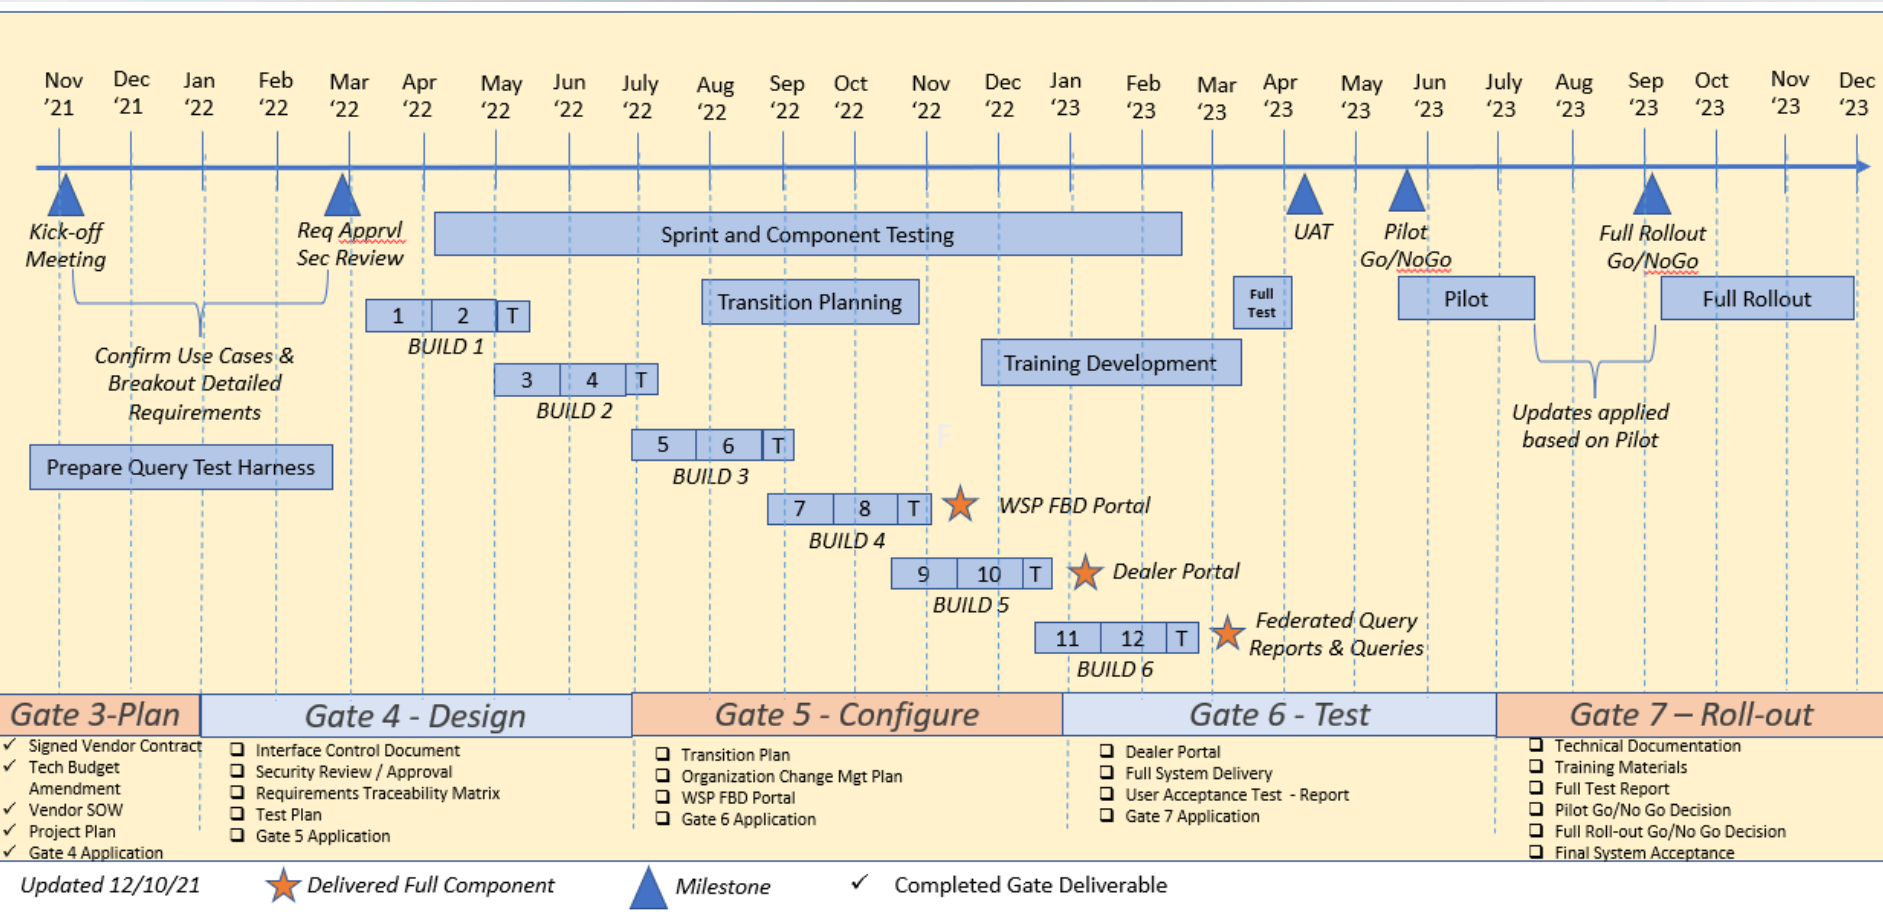 Nov Dec Jan Feb Mar Apr May Jun July Aug Sep Oct Nov Dec Jan Feb Mar Apr May Jun July Aug Sep Oct Nov Dec
‘21 ‘21 ‘22 ‘22 ‘22 ‘22 ‘22 ‘22 ‘22 ‘22 ‘22 ‘22 ‘22 ‘22 ‘23 ‘23 ‘23 ‘23 ‘23 ‘23 ‘23 ‘23 ‘23 ‘23 ‘23 ‘23
Kick-off
Meeting
Req Apprvl
Sec Review
Sprint and Component Testing
UAT
Pilot
Go/NoGo
Full Rollout
Go/NoGo
Transition Planning
Full
Test
Pilot
Full Rollout
1 2 T
BUILD 1
Confirm Use Cases &
Breakout Detailed
Requirements
Training Development
3 4 T
BUILD 2
Updates applied
based on Pilot
5 6 T
BUILD 3
F
Prepare Query Test Harness
7 8 T
BUILD 4
WSP FBD Portal
9 10 T
BUILD 5
Dealer Portal
11 12 T
BUILD 6
Federated Query
Reports & Queries
Gate 3-Plan
✓ Signed Vendor Contract
✓ Tech Budget
Amendment
✓ Vendor SOW
✓ Project Plan
✓ Gate 4 Application
Gate 4 - Design
❑ Interface Control Document
❑ Security Review / Approval
❑ Requirements Traceability Matrix
❑ Test Plan
❑ Gate 5 Application
Gate 5 - Configure
❑ Transition Plan
❑ Organization Change Mgt Plan
❑ WSP FBD Portal
❑ Gate 6 Application
Gate 6 - Test
❑ Dealer Portal
❑ Full System Delivery
❑ User Acceptance Test - Report
❑ Gate 7 Application
Gate 7 – Roll-out
❑ Technical Documentation
❑ Training Materials
❑ Full Test Report
❑ Pilot Go/No Go Decision
❑ Full Roll-out Go/No Go Decision
❑ Final System Acceptance
Updated 12/10/21
Delivered Full Component
Milestone
✓ Completed Gate Deliverable